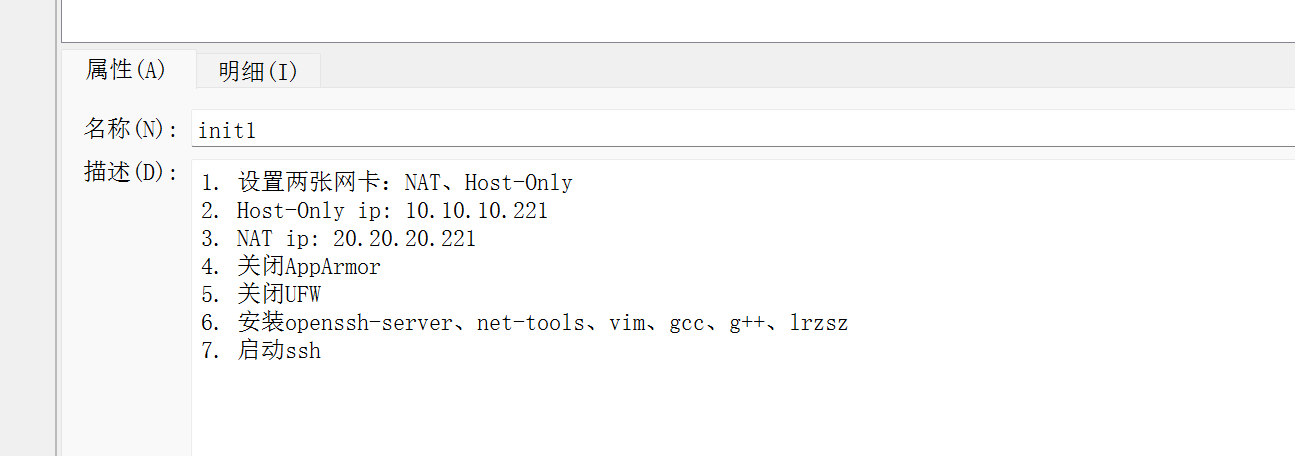 属性(A)
明细(I)
名称(N): init1
描述(D):
1. 设置两张网卡：NAT、Host-Only
2. Host-Only ip: 10.10.10.221
3. NAT ip: 20.20.20.221
4. 关闭AppArmor
5. 关闭UFW
6. 安装openssh-server、net-tools、vim、gcc、g++、lrzsz
7. 启动ssh